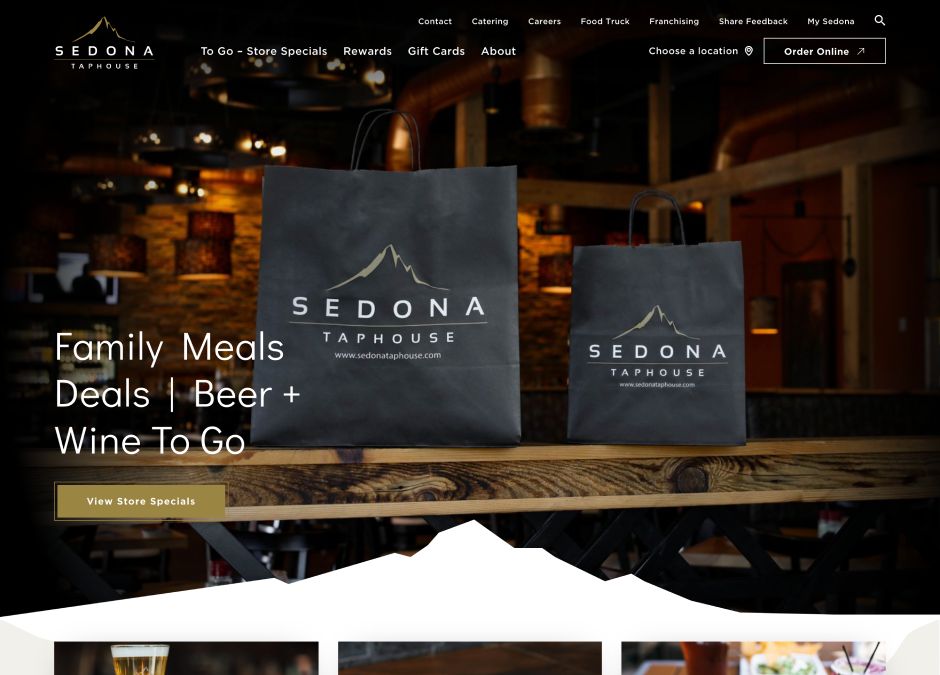 Contact Catering Careers Food Truck Franchising Share Feedback My Sedona
SEDONA
TAPHOUSE
To Go – Store Specials Rewards Gift Cards About
Choose a location
Order Online
SEDONA
TAPHOUSE
www.sedonataphouse.com
SEDONA
TAPHOUSE
www.sedonataphouse.com
Family Meals
Deals | Beer +
Wine To Go
View Store Specials